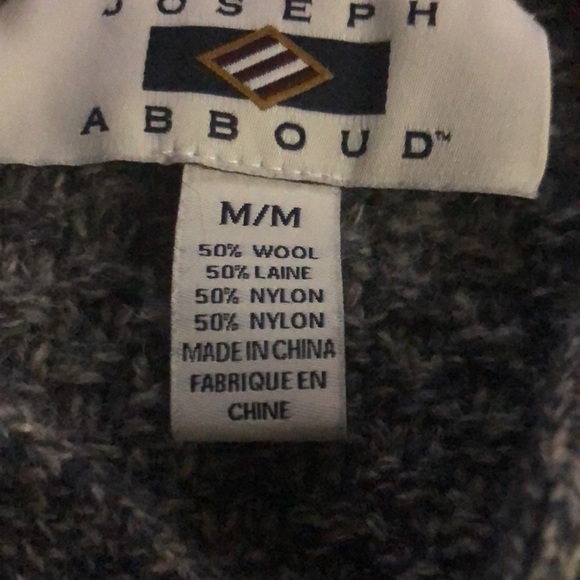 JOSEPH
ABBOUD™
M/M
50% WOOL
50% LAINE
50% NYLON
50% NYLON
MADE IN CHINA
FABRIQUE EN
CHINE